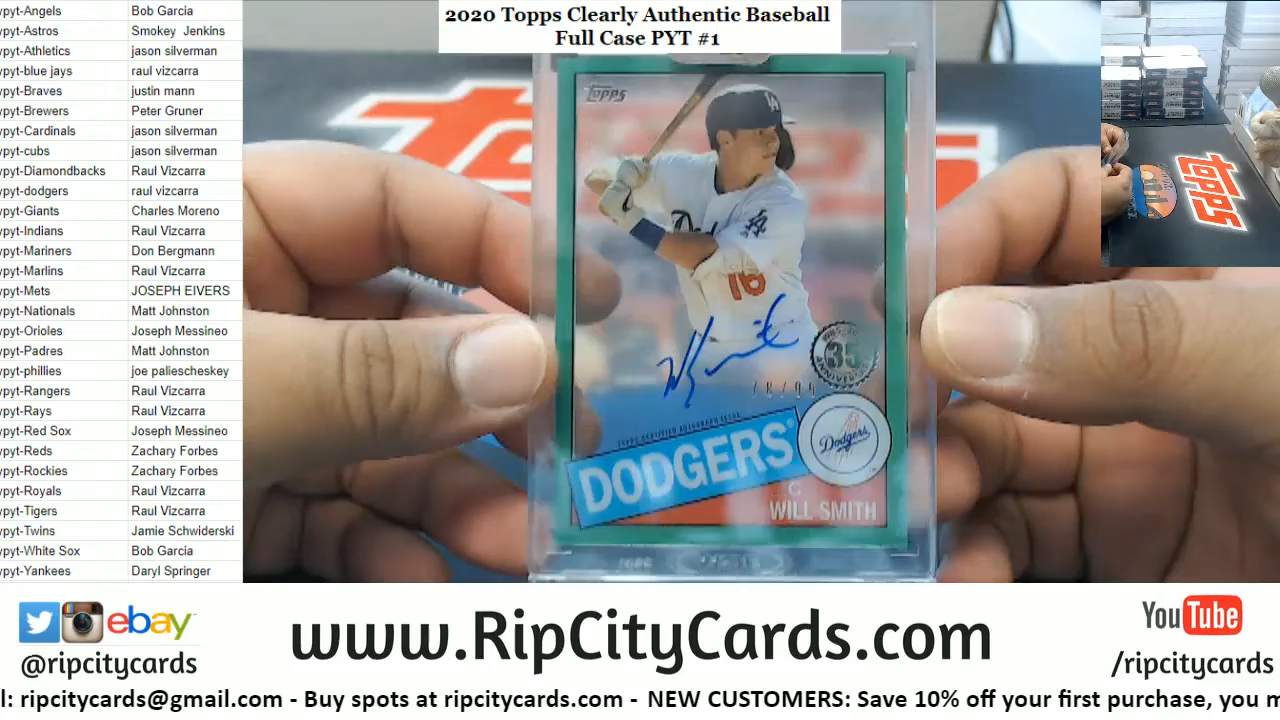 2020 Topps Clearly Authentic Baseball
Full Case PYT #1
ypt-Angels Bob Garcia
ypt-Astros Smokey Jenkins
ypt-Athletics jason silverman
ypt-blue jays raul vizcarra
ypt-Braves justin mann
ypt-Brewers Peter Gruner
ypt-Cardinals jason silverman
ypt-cubs jason silverman
ypt-Diamondbacks Raul Vizcarra
ypt-dodgers raul vizcarra
ypt-Giants Charles Moreno
ypt-Indians Raul Vizcarra
ypt-Mariners Don Bergmann
ypt-Marlins Raul Vizcarra
ypt-Mets JOSEPH EIVERS
ypt-Nationals Matt Johnston
ypt-Orioles Joseph Messineo
ypt-Padres Matt Johnston
ypt-phillies joe paliescheskey
ypt-Rangers Raul Vizcarra
ypt-Rays Raul Vizcarra
ypt-Red Sox Joseph Messineo
ypt-Reds Zachary Forbes
ypt-Rockies Zachary Forbes
ypt-Royals Raul Vizcarra
ypt-Tigers Raul Vizcarra
ypt-Twins Jamie Schwiderski
ypt-White Sox Bob Garcia
ypt-Yankees Daryl Springer
Topps
16
35
ANNIVERSARY
TOPPS CERTIFIED AUTOGRAPH ISSUE
DODGERS
Dodgers
C
WILL SMITH
topps
ebay
@ripcitycards
www.RipCityCards.com
YouTube
/ripcitycards
l: ripcitycards@gmail.com - Buy spots at ripcitycards.com - NEW CUSTOMERS: Save 10% off your first purchase, you m